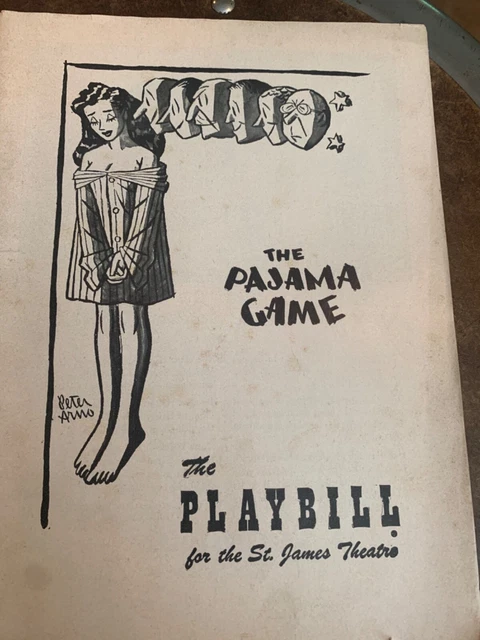 THE
PAJAMA
GAME
Peter
Arno
The
PLAYBILL
for the St. James Theatre